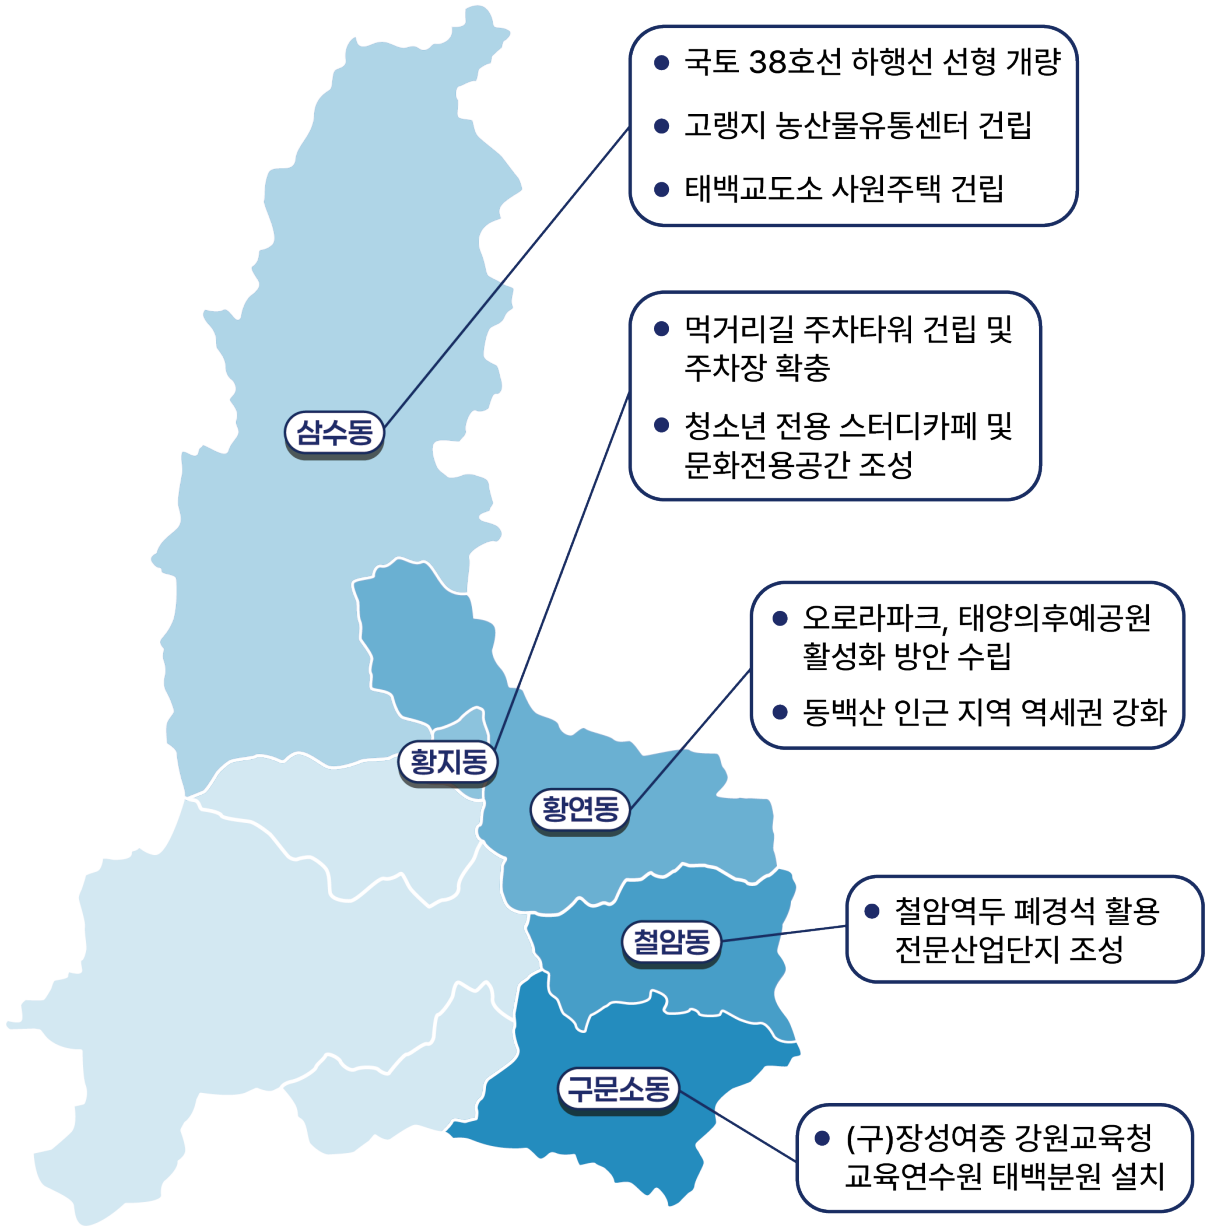 국토 38호선 하행선 선형 개량
고랭지 농산물유통센터 건립
태백교도소 사원주택 건립
먹거리길 주차타워 건립 및
주차장 확충
청소년 전용 스터디카페 및
문화전용공간 조성
삼수동
오로라파크, 태양의후예공원
활성화 방안 수립
동백산 인근 지역 역세권 강화
황지동
황연동
철암역두 폐경석 활용
전문산업단지 조성
철암동
구문소동
(구)장성여중 강원교육청
교육연수원 태백분원 설치